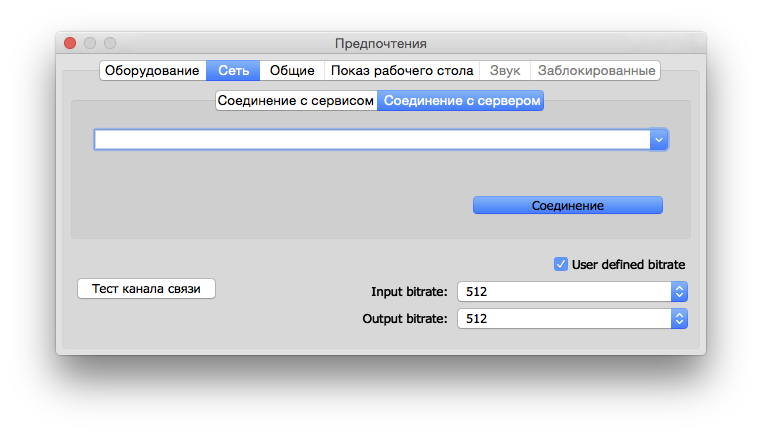 Предпочтения
Оборудование Сеть Общие Показ рабочего стола Звук Заблокированные
Соединение с сервисом Соединение с сервером
Соединение
User defined bitrate
Тест канала связи
Input bitrate: 512
Output bitrate: 512